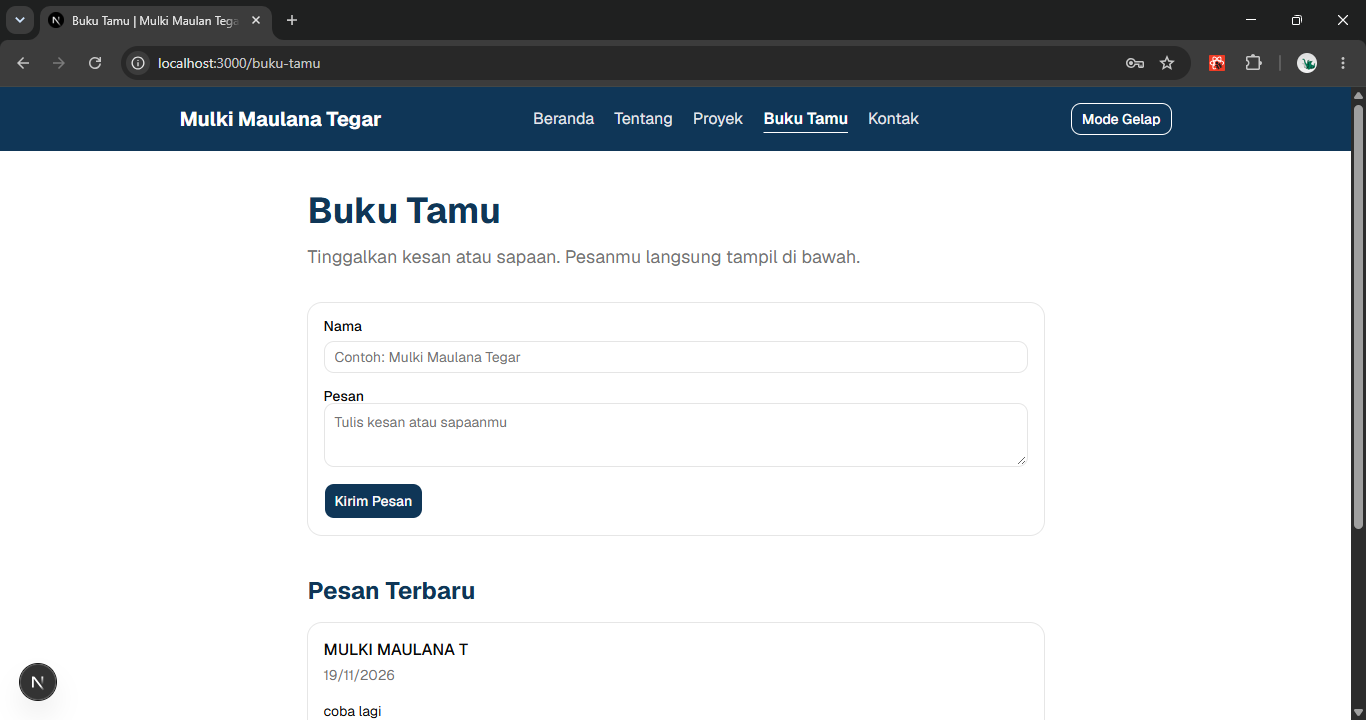 Buku Tamu | Mulki Maulan Tega
localhost:3000/buku-tamu
Mulki Maulana Tegar
Beranda Tentang Proyek Buku Tamu Kontak
Mode Gelap
Buku Tamu
Tinggalkan kesan atau sapaan. Pesanmu langsung tampil di bawah.
Nama
Contoh: Mulki Maulana Tegar
Pesan
Tulis kesan atau sapaanmu
Kirim Pesan
Pesan Terbaru
MULKI MAULANA T
19/11/2026
coba lagi
N